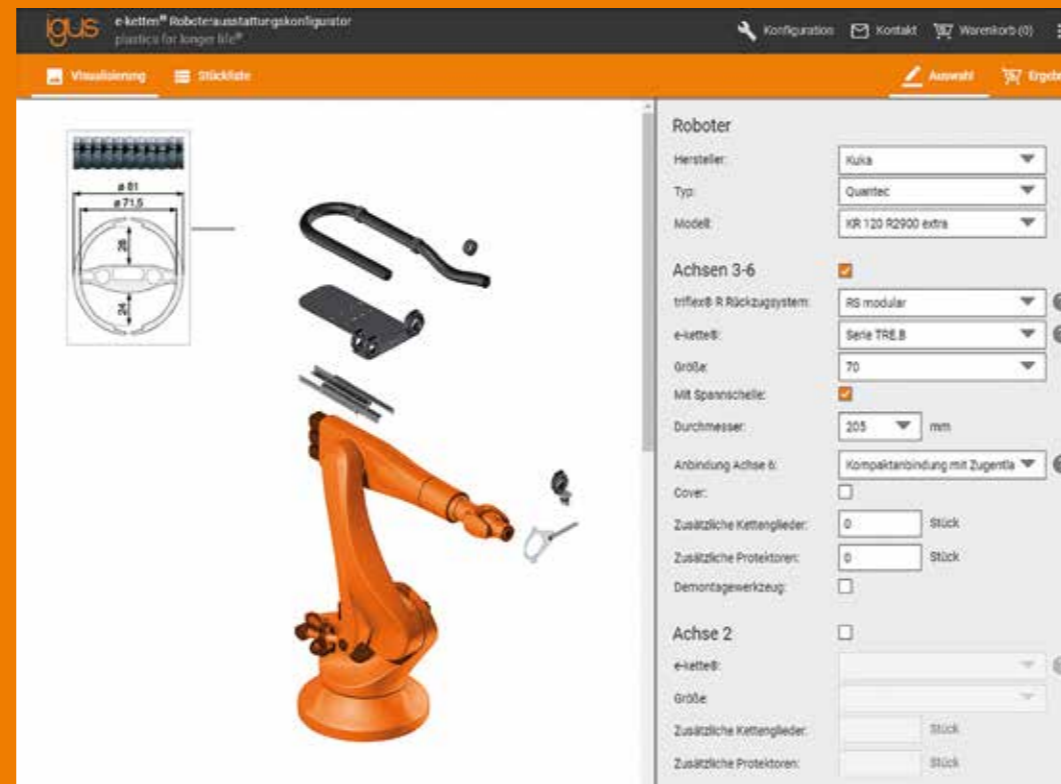 igus e-ketten® Roboterausstattungskonfigurator
plastics for longer life®
Konfiguration Kontakt Warenkorb (0)
Visualisierung Stückliste Auswahl Ergeb
ø 81
ø 71,5
28
24
Roboter
Hersteller: Kuka
Typ: Quantec
Modell: KR 120 R2900 extra
Achsen 3-6
triflex® R Rückzugsystem: RS modular
e-kette®: Serie TRE.B
Größe: 70
Mit Spannschelle:
Durchmesser: 205 mm
Anbindung Achse 6: Kompaktanbindung mit Zugentla
Cover:
Zusätzliche Kettenglieder: 0 Stück
Zusätzliche Protektoren: 0 Stück
Demontagewerkzeug:
Achse 2
e-kette®:
Größe
Zusätzliche Kettenglieder: Stück
Zusätzliche Protektoren: Stück